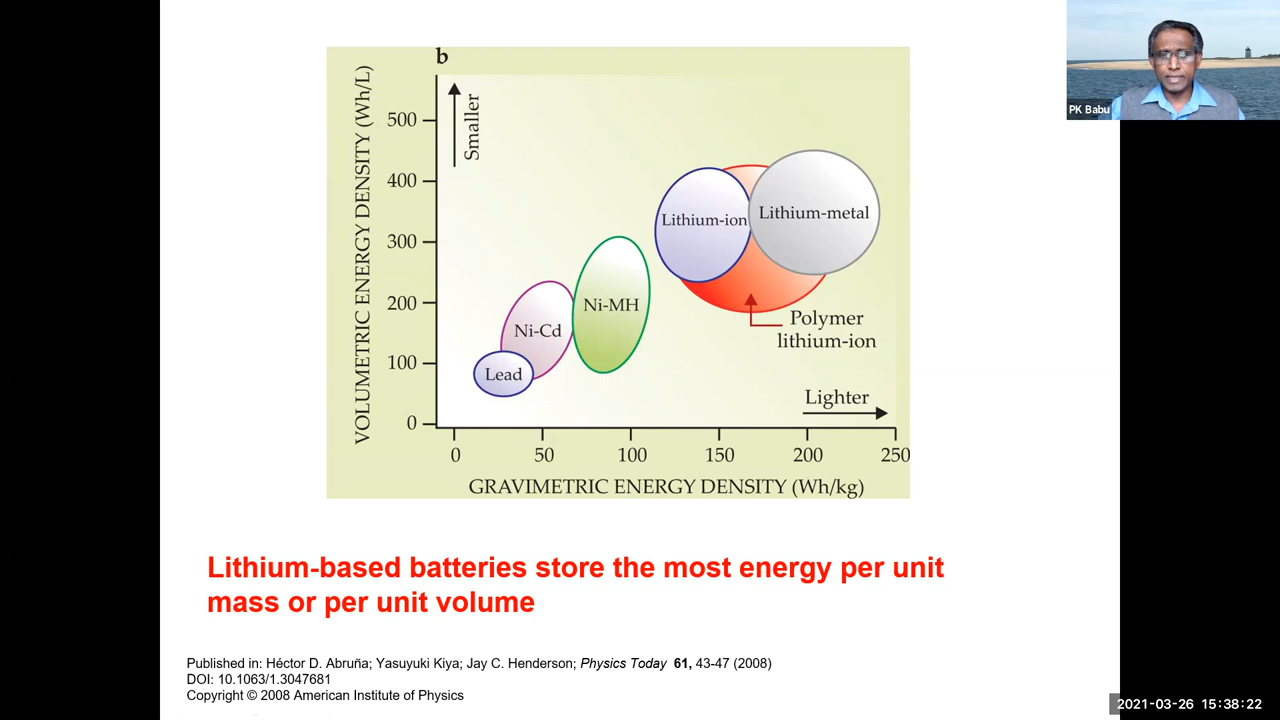 PK Babu
b
VOLUMETRIC ENERGY DENSITY (Wh/L)
500
400
300
200
100
0
Smaller
Lithium-ion
Lithium-metal
Ni-MH
Ni-Cd
Lead
Polymer
lithium-ion
Lighter
0 50 100 150 200 250
GRAVIMETRIC ENERGY DENSITY (Wh/kg)
Lithium-based batteries store the most energy per unit
mass or per unit volume
Published in: Héctor D. Abruña; Yasuyuki Kiya; Jay C. Henderson; Physics Today 61, 43-47 (2008)
DOI: 10.1063/1.3047681
Copyright © 2008 American Institute of Physics
2021-03-26 15:38:22